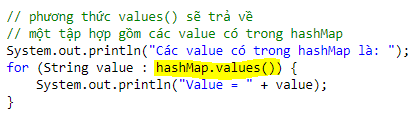 // phương thức values() sẽ trả về
// một tập hợp gồm các value có trong hashMap
System.out.println("Các value có trong hashMap là: ");
for (String value : hashMap.values()) {
    System.out.println("Value = " + value);
}